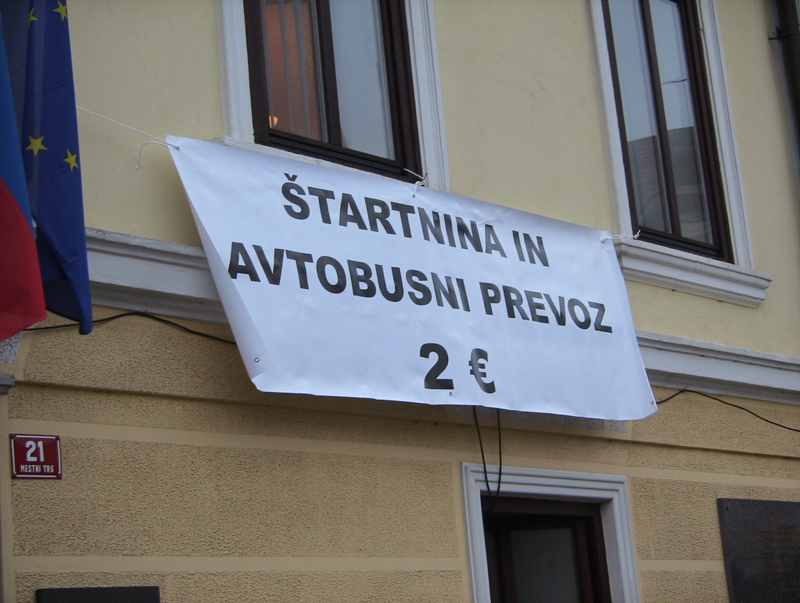 ŠTARTNINA IN
AVTOBUSNI PREVOZ
2 €
21
MESTNI TRG